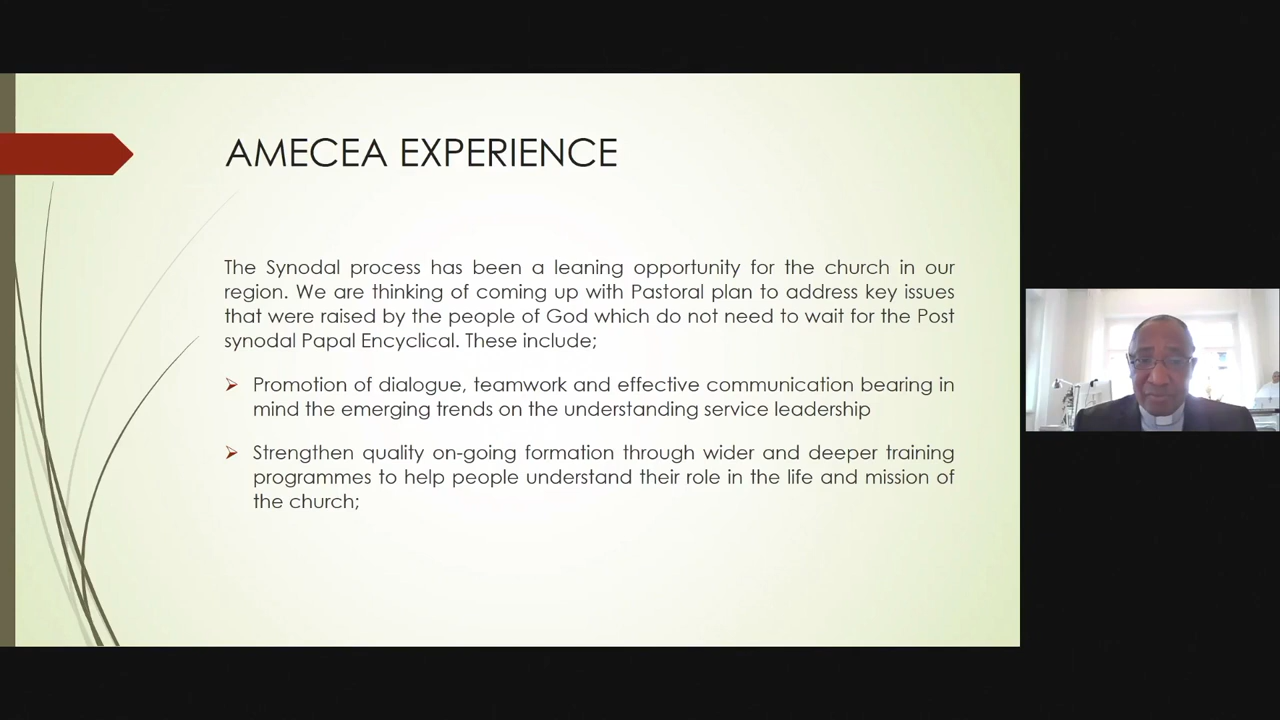 AMECEA EXPERIENCE
The Synodal process has been a leaning opportunity for the church in our
region. We are thinking of coming up with Pastoral plan to address key issues
that were raised by the people of God which do not need to wait for the Post
synodal Papal Encyclical. These include;
Promotion of dialogue, teamwork and effective communication bearing in
mind the emerging trends on the understanding service leadership
Strengthen quality on-going formation through wider and deeper training
programmes to help people understand their role in the life and mission of
the church;